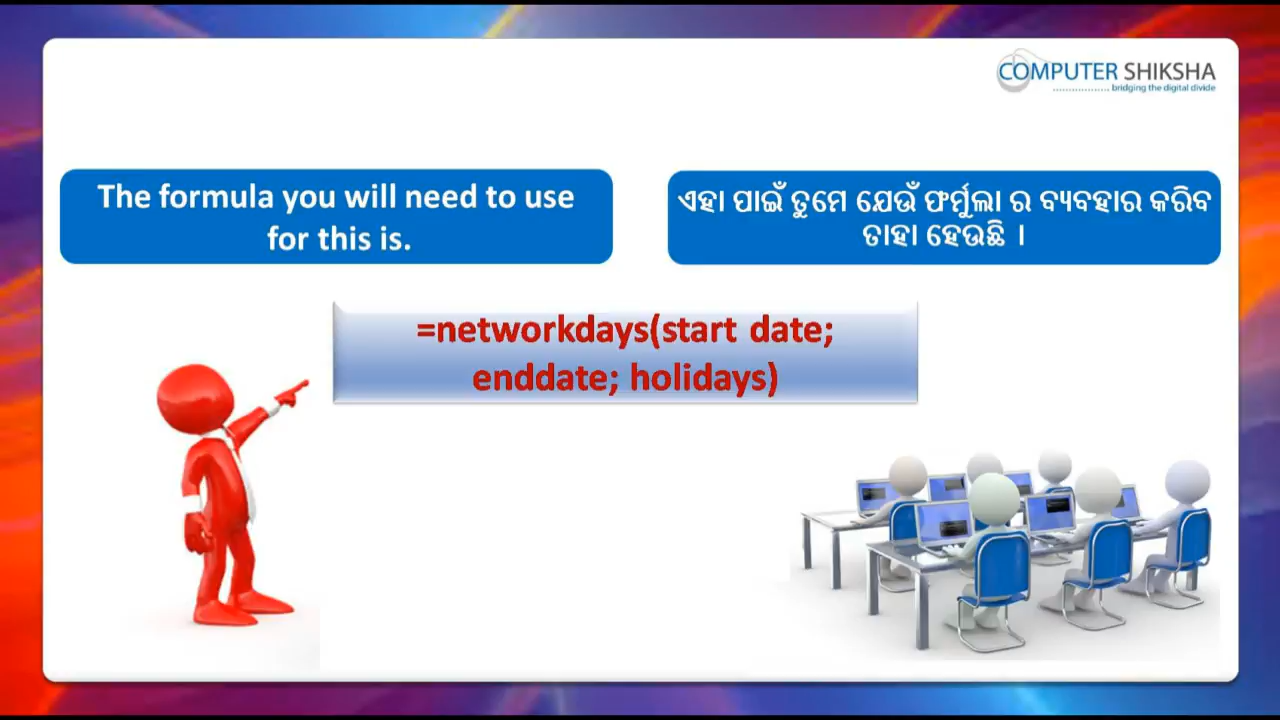 COMPUTER SHIKSHA
bridging the digital divide
The formula you will need to use
for this is.
ଏହା ପାଇଁ ତୁମେ ଯେଉଁ ଫର୍ମୁଲା ର ବ୍ୟବହାର କରିବ
ତାହା ହେଉଛି ।
=networkdays(start date;
enddate; holidays)